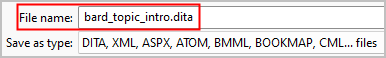 File name: bard_topic_intro.dita
Save as type: DITA, XML, ASPX, ATOM, BMML, BOOKMAP, CML... files